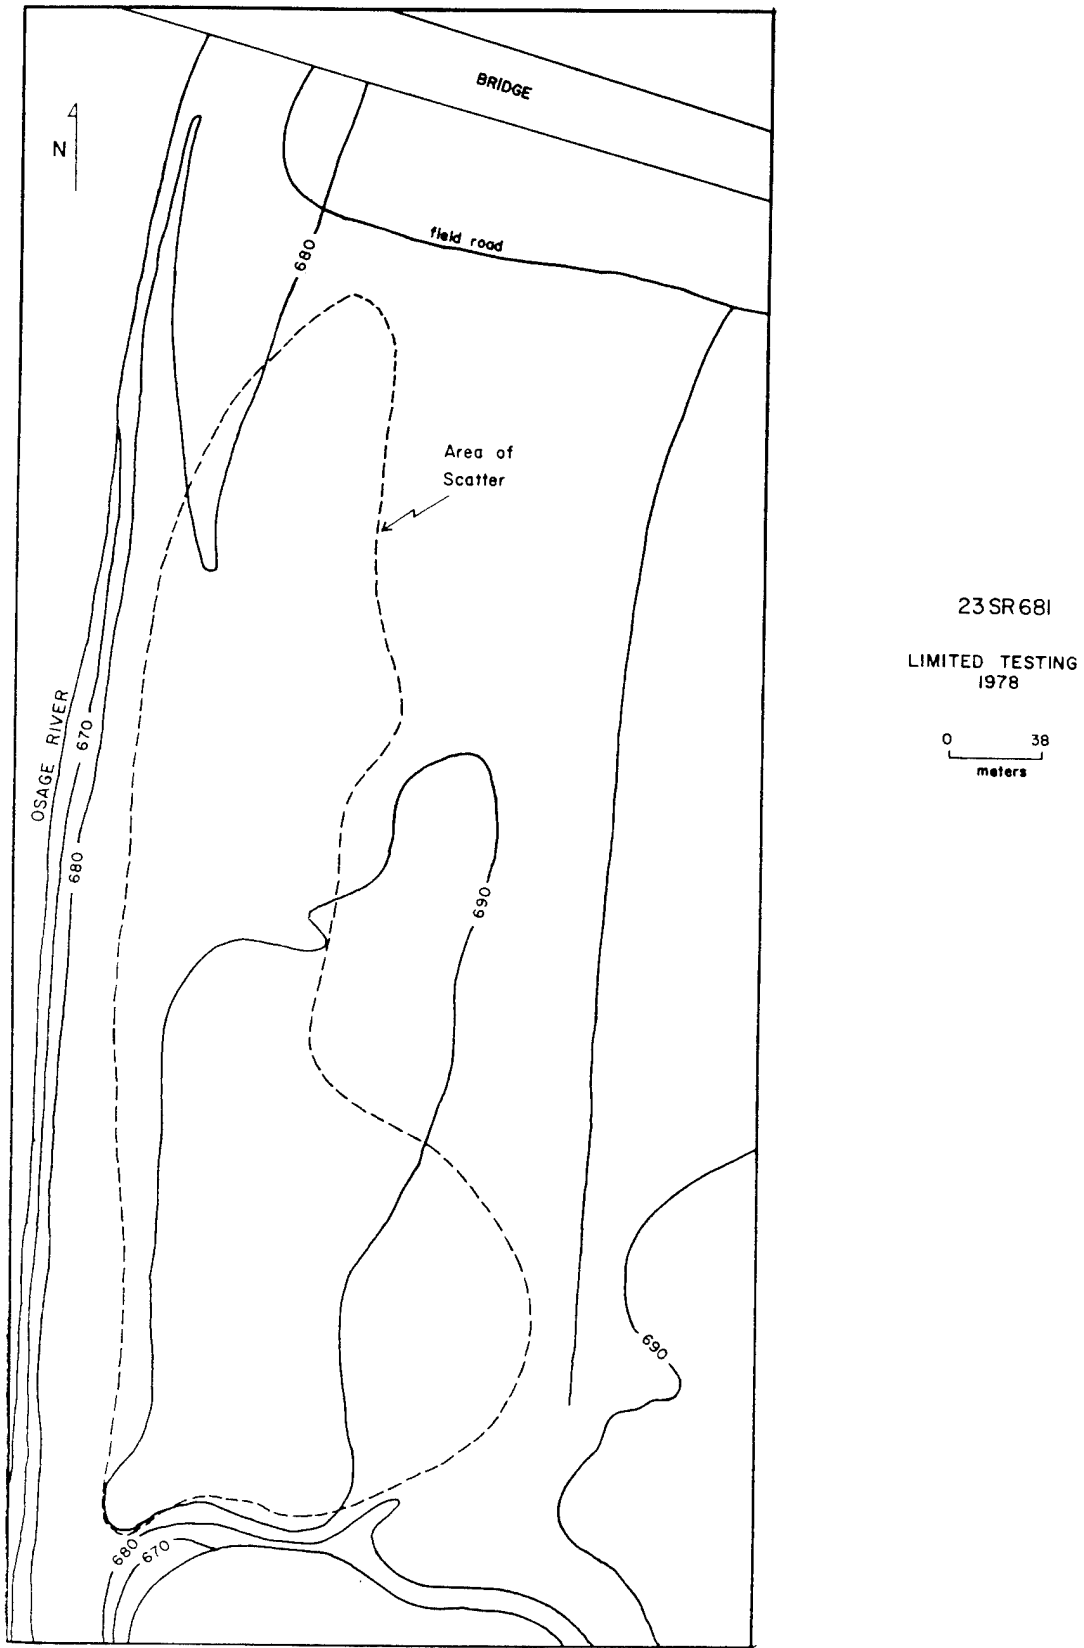 BRIDGE
N
field road
680
Area of
Scatter
23SR681
LIMITED TESTING
1978
0 38
meters
OSAGE RIVER
670
680
690
690
680
670